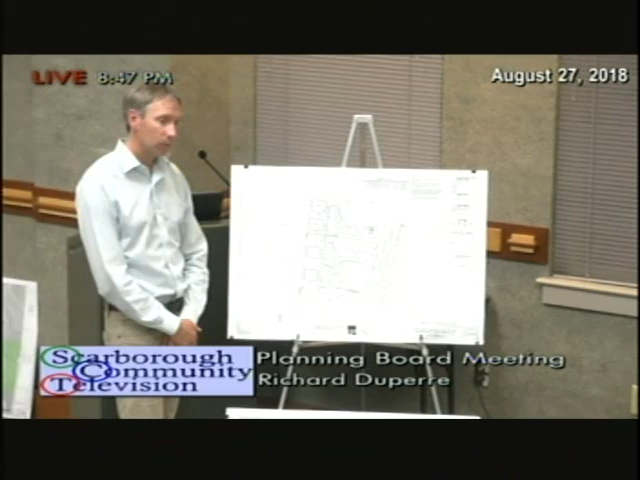 LIVE 8:47 PM
August 27, 2018
Scarborough
Community
Television
Planning Board Meeting
Richard Duperre